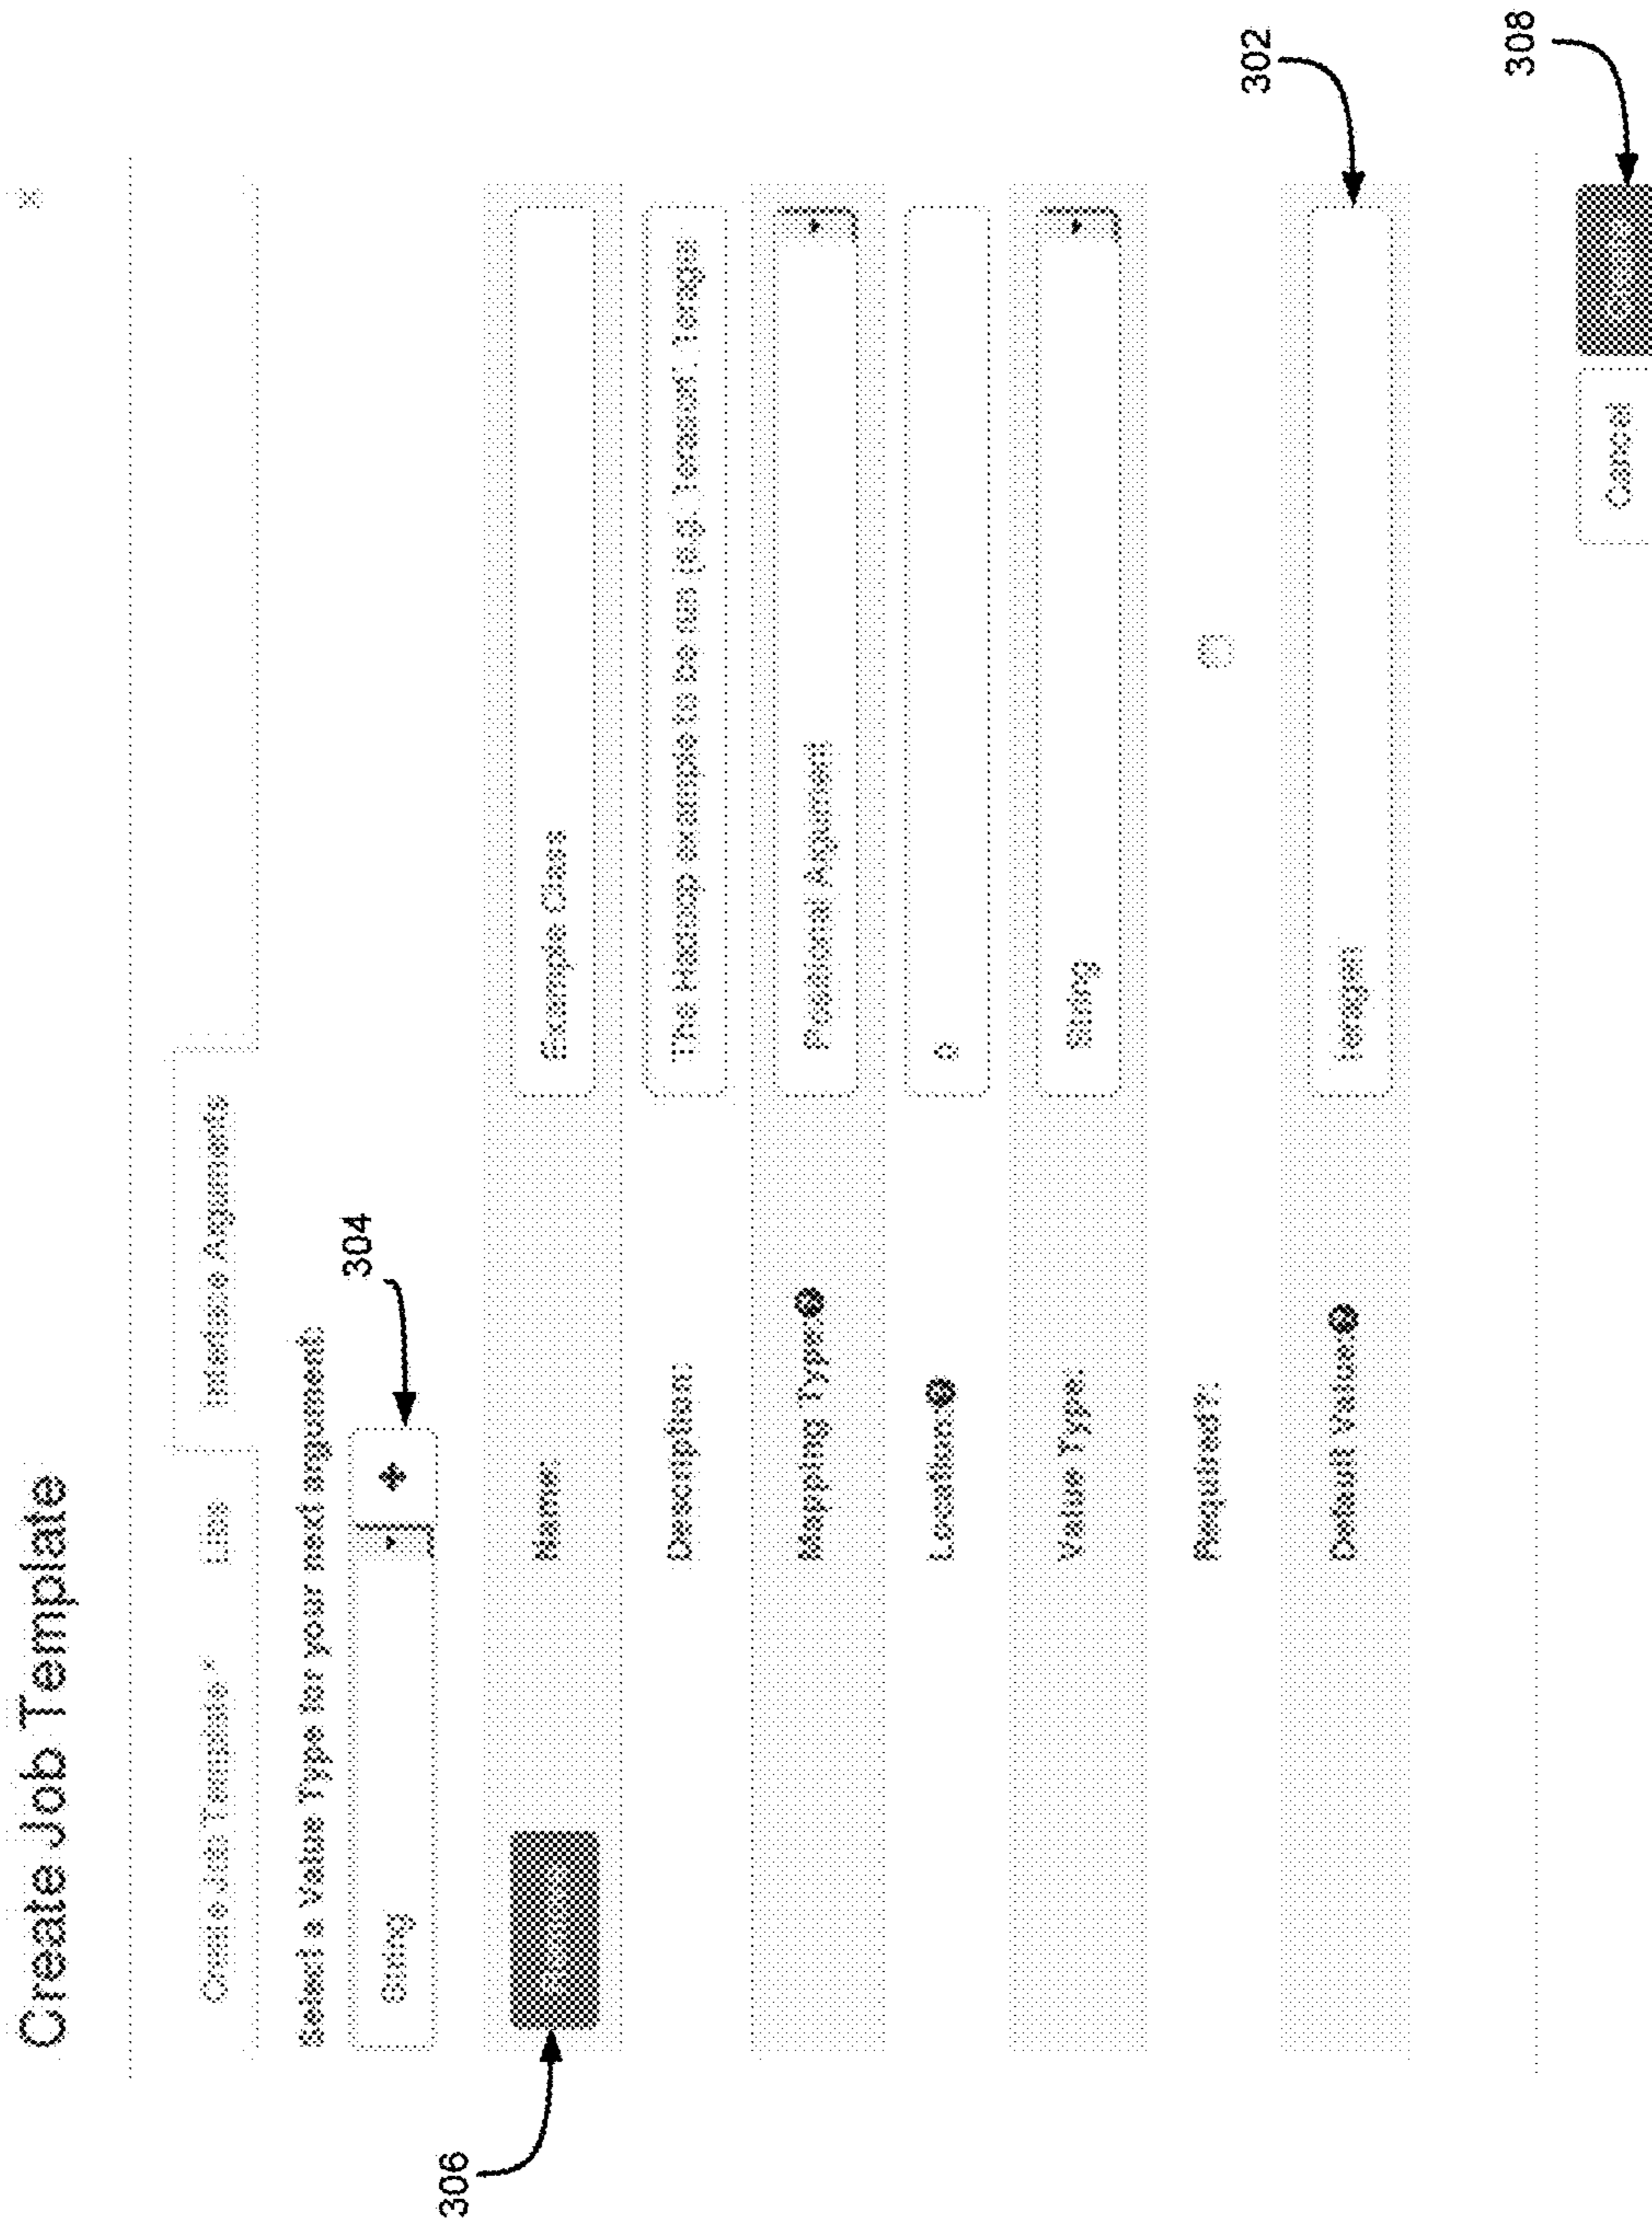 Create Job Template
Create Job Template * Libs Interface Arguments
Select a Value Type for your next argument:
String
304
306
Name: Example Class
Description: The Hadoop example to be run (e.g. Terasort, Terage
Mapping Type: Positional Argument
Location: 0
Value Type: String
Required?:
Default Value: teragen
302
Cancel
308